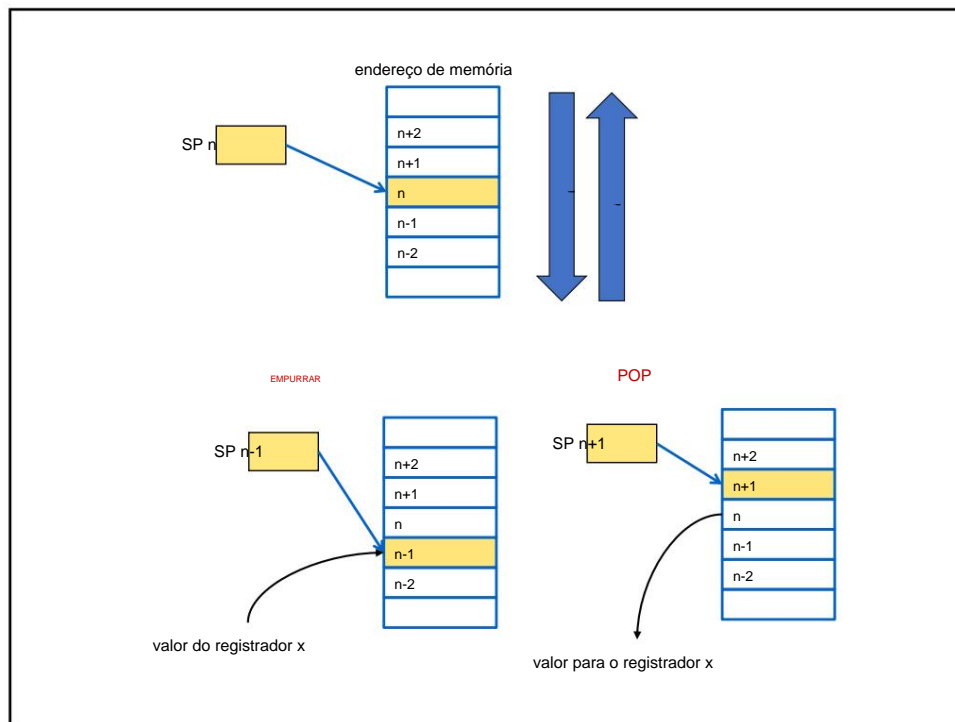 endereço de memória
SP n
n+2
n+1
n
n-1
n-2
-
-
EMPURRAR
POP
SP n-1
n+2
n+1
n
n-1
n-2
valor do registrador x
SP n+1
n+2
n+1
n
n-1
n-2
valor para o registrador x